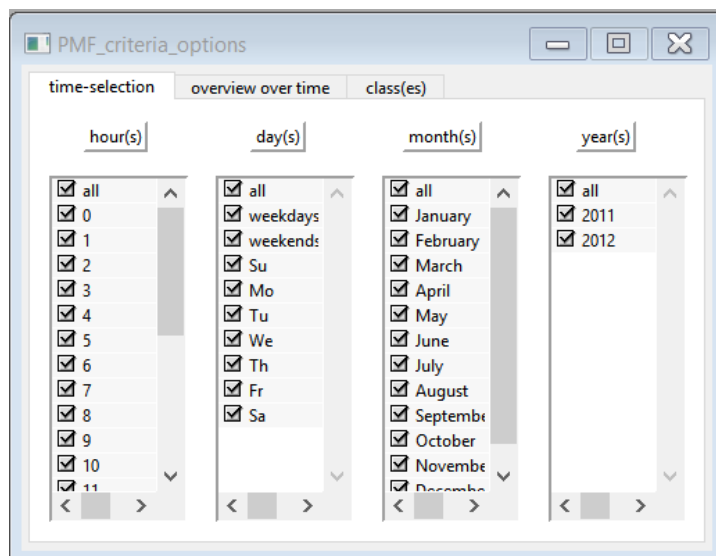 PMF_criteria_options
time-selection overview over time class(es)
hour(s) day(s) month(s) year(s)
all
0
1
2
3
4
5
6
7
8
9
10
11
all
weekdays
weekends
Su
Mo
Tu
We
Th
Fr
Sa
all
January
February
March
April
May
June
July
August
Septembe
October
Novembe
Decembe
all
2011
2012